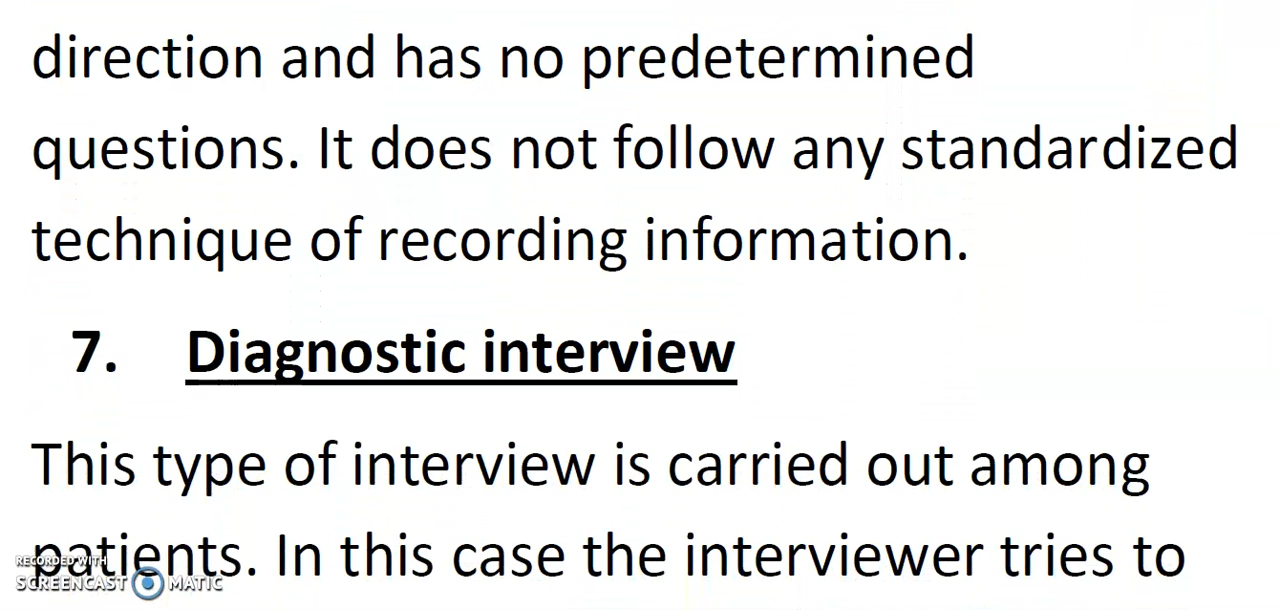 direction and has no predetermined
questions. It does not follow any standardized
technique of recording information.
7. Diagnostic interview
This type of interview is carried out among
patients. In this case the interviewer tries to
RECORDED WITH
SCREENCAST MATIC